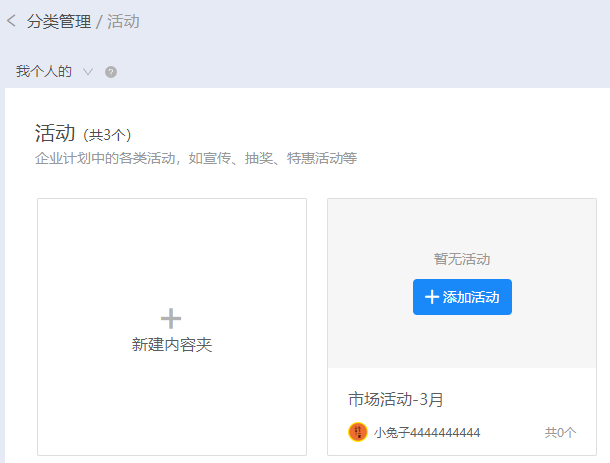 分类管理 / 活动
我个人的
活动（共3个）
企业计划中的各类活动，如宣传、抽奖、特惠活动等
新建内容夹
暂无活动
添加活动
市场活动-3月
小兔子4444444444 共0个